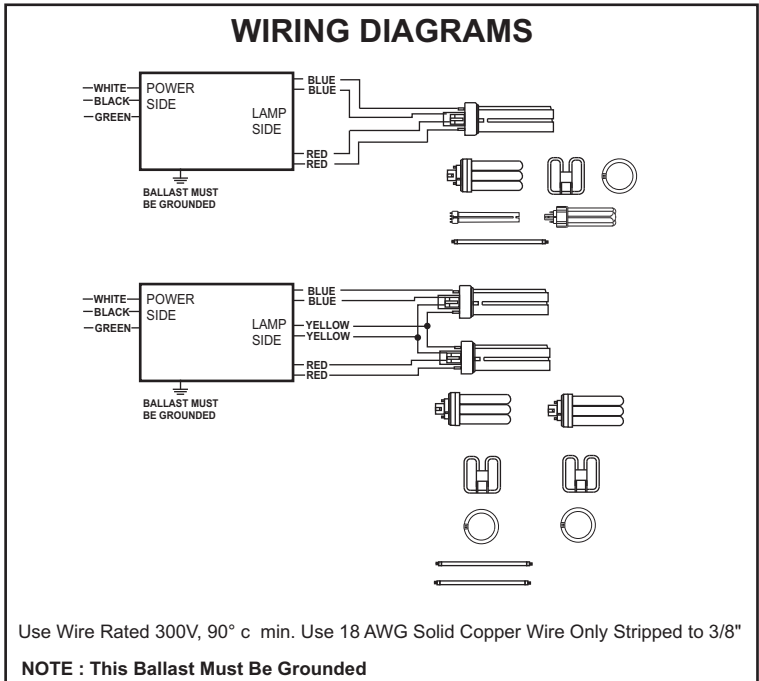 WIRING DIAGRAMS
WHITE
BLACK
GREEN
POWER
SIDE
LAMP
SIDE
BLUE
BLUE
RED
RED
BALLAST MUST
BE GROUNDED
WHITE
BLACK
GREEN
POWER
SIDE
LAMP
SIDE
BLUE
BLUE
YELLOW
YELLOW
RED
RED
BALLAST MUST
BE GROUNDED
Use Wire Rated 300V, 90° c min. Use 18 AWG Solid Copper Wire Only Stripped to 3/8"
NOTE : This Ballast Must Be Grounded